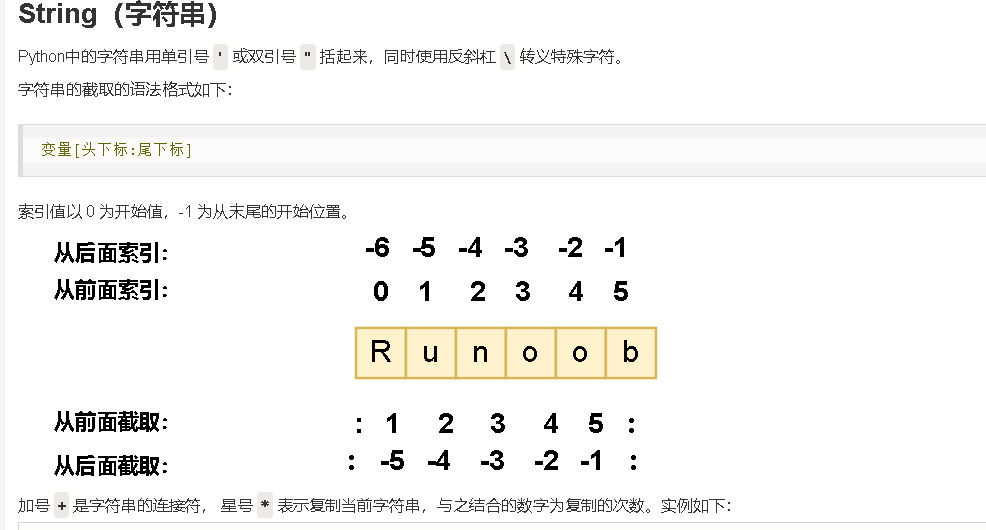 String（字符串）
Python中的字符串用单引号 ' 或双引号 " 括起来，同时使用反斜杠 \ 转义特殊字符。
字符串的截取的语法格式如下：
变量[头下标:尾下标]
索引值以 0 为开始值，-1 为从末尾的开始位置。
从后面索引： -6 -5 -4 -3 -2 -1
从前面索引： 0 1 2 3 4 5
R u n o o b
从前面截取： : 1 2 3 4 5 :
从后面截取： : -5 -4 -3 -2 -1 :
加号 + 是字符串的连接符， 星号 * 表示复制当前字符串，与之结合的数字为复制的次数。实例如下：